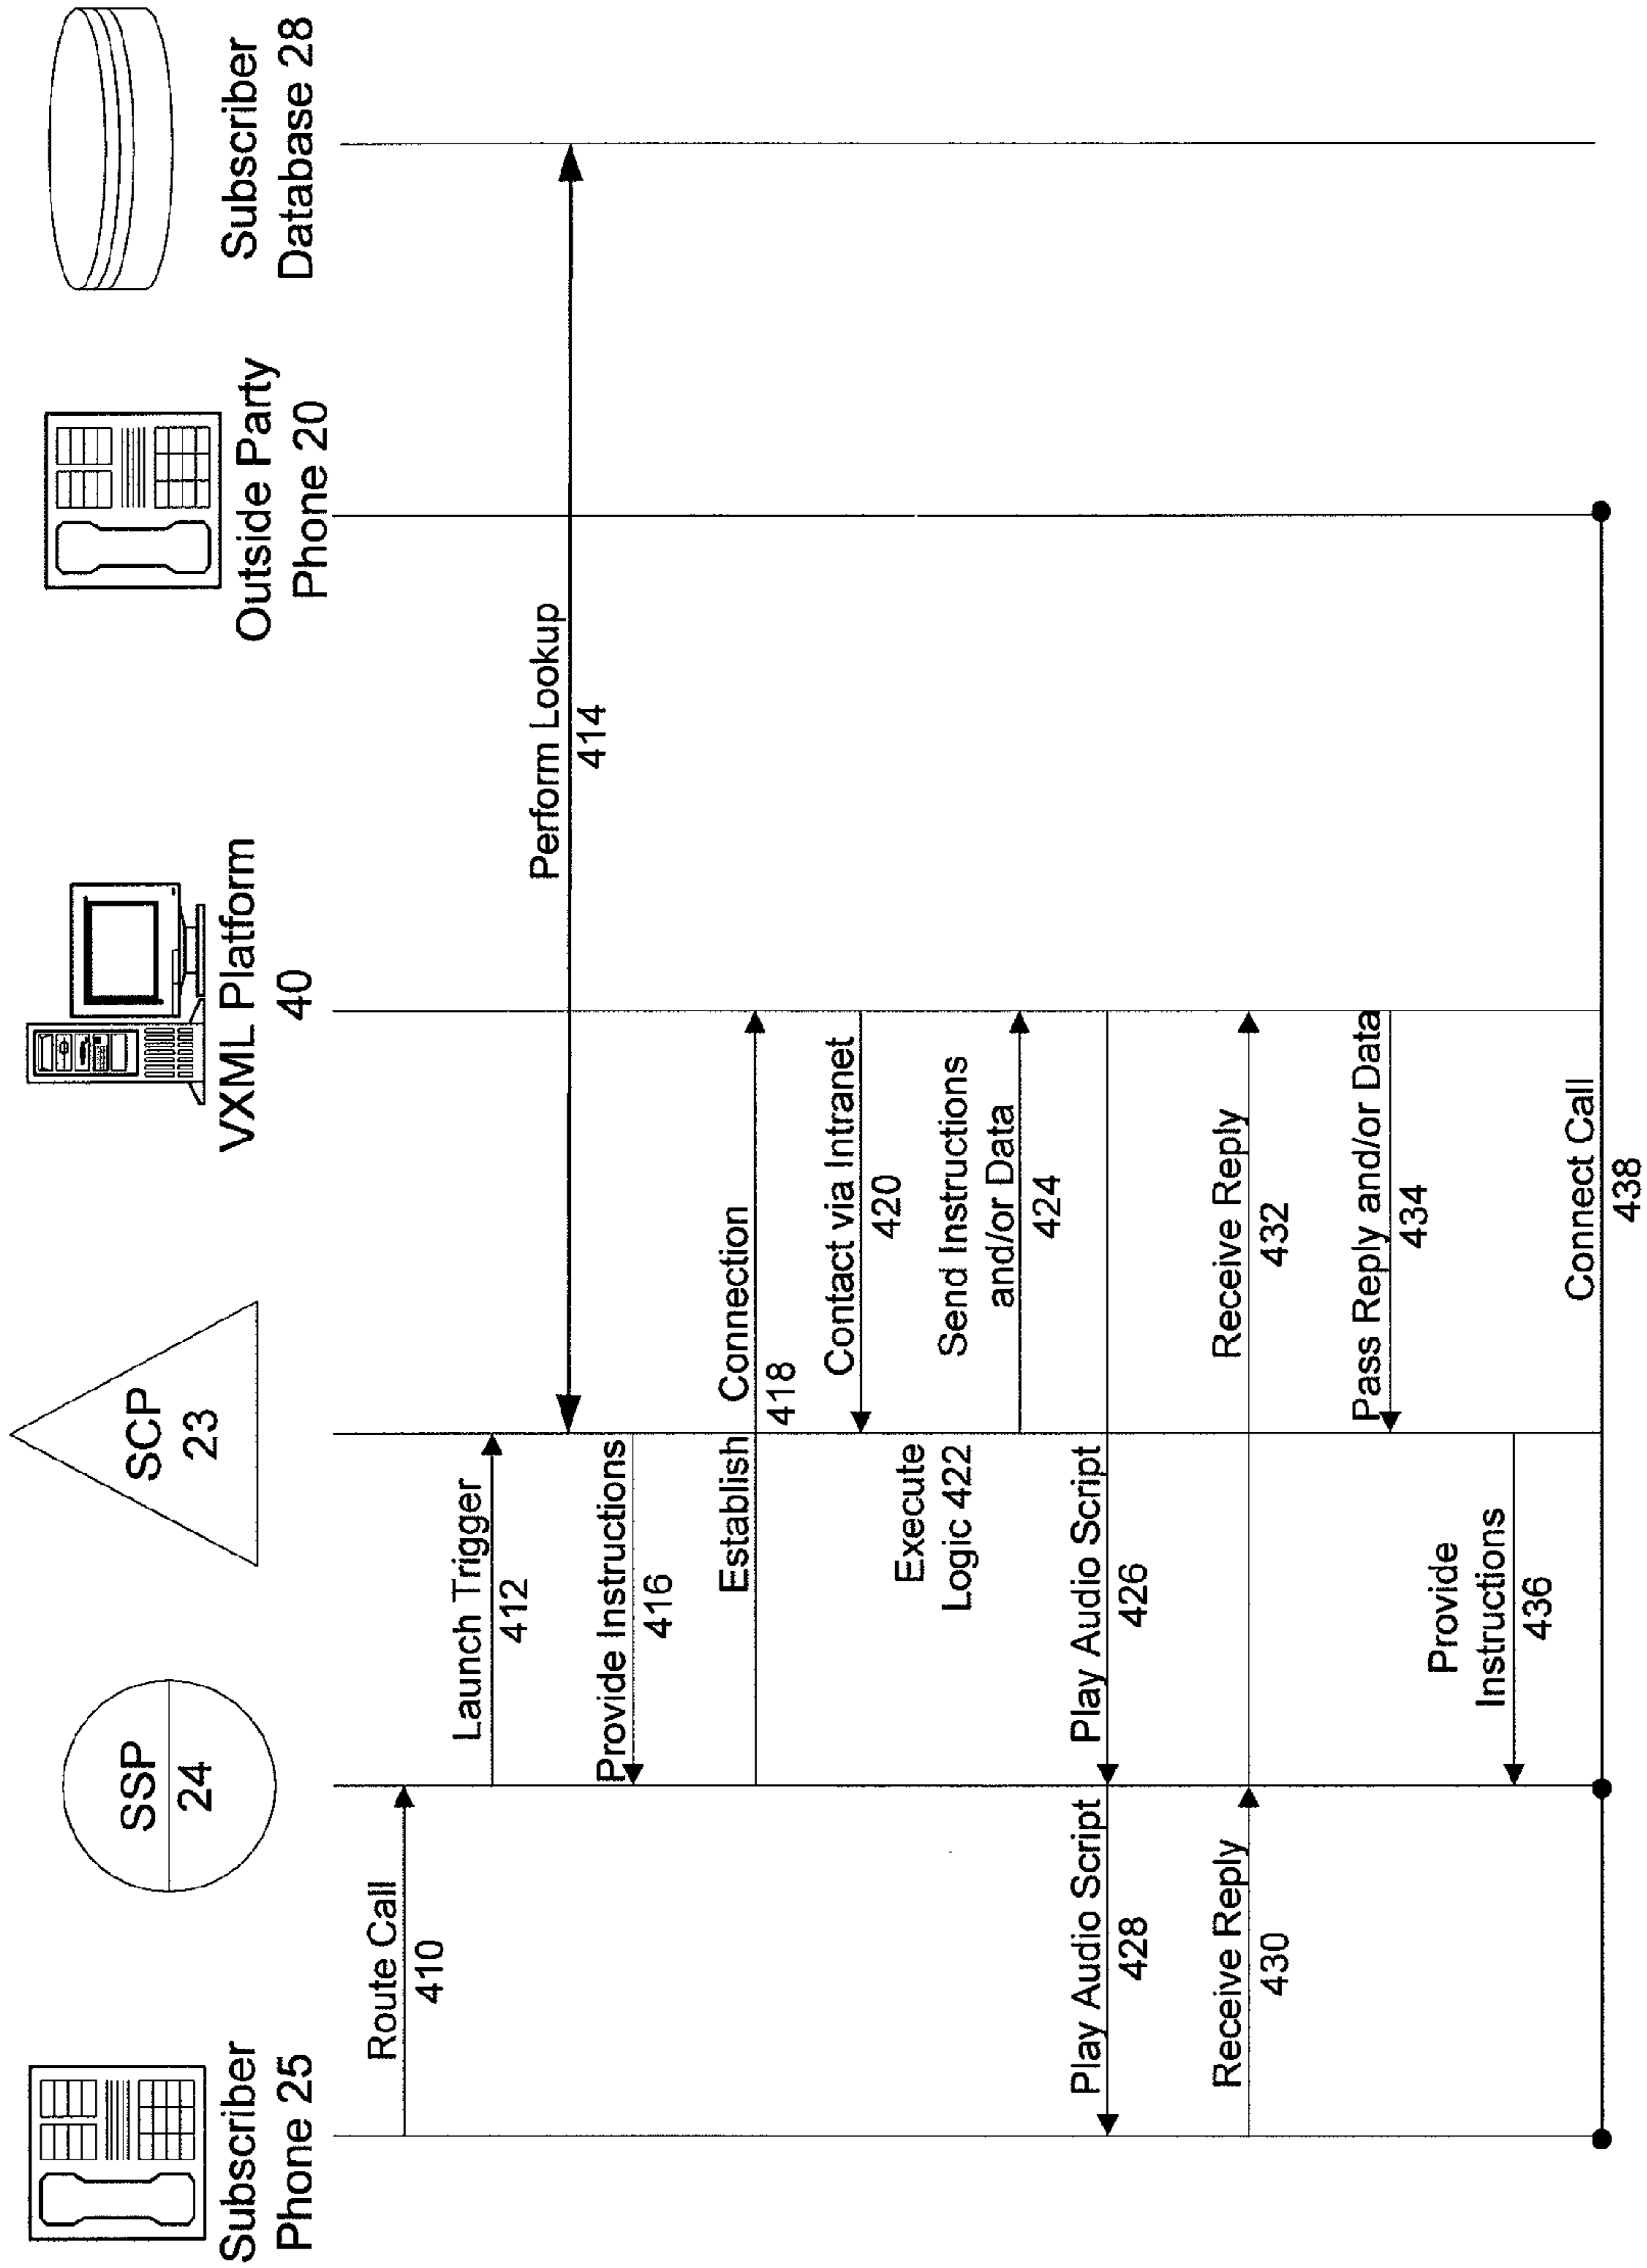 Subscriber
Phone 25
SSP
24
SCP
23
VXML Platform
40
Outside Party
Phone 20
Subscriber
Database 28
Route Call
410
Launch Trigger
412
Perform Lookup
414
Provide Instructions
416
Establish Connection
418
Contact via Intranet
420
Execute
Logic 422
Send Instructions
and/or Data
424
Play Audio Script
428
Play Audio Script
426
Receive Reply
430
Receive Reply
432
Pass Reply and/or Data
434
Provide
Instructions
436
Connect Call
438